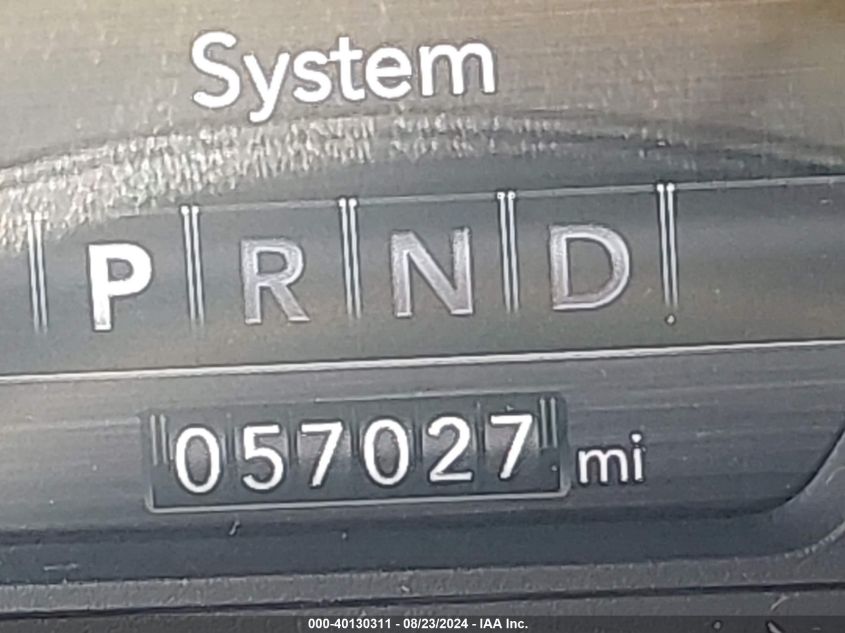 System
P R N D
057027 mi
000-40130311 - 08/23/2024 - IAA Inc.